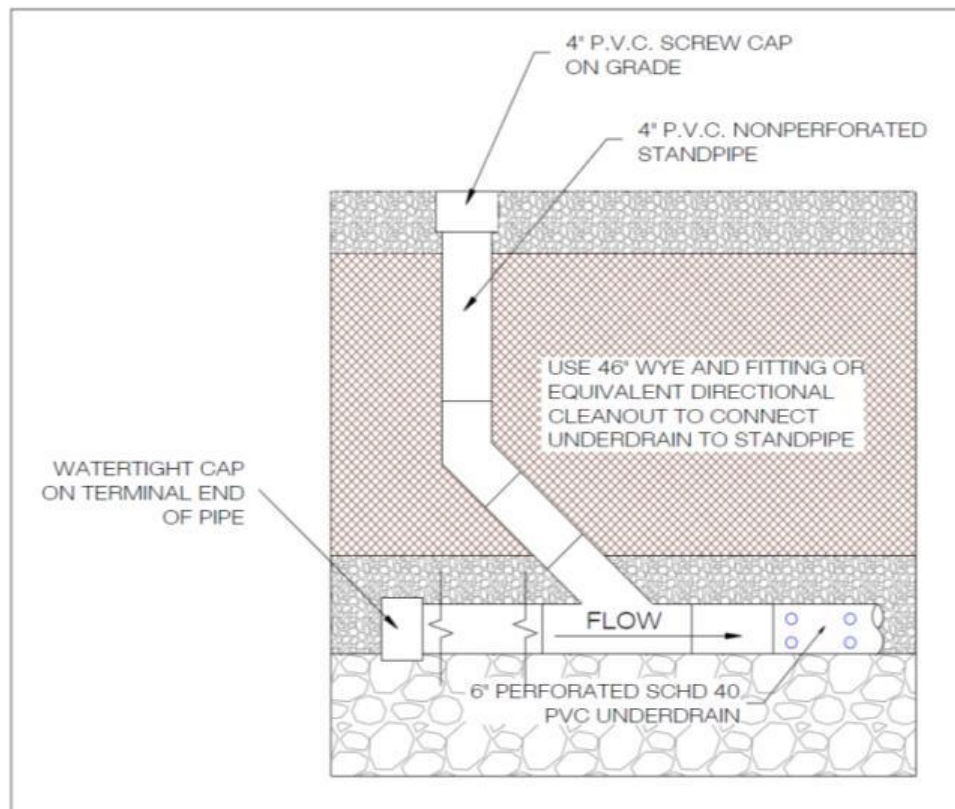 4" P.V.C. SCREW CAP
ON GRADE
4" P.V.C. NONPERFORATED
STANDPIPE
USE 46" WYE AND FITTING OR
EQUIVALENT DIRECTIONAL
CLEANOUT TO CONNECT
UNDERDRAIN TO STANDPIPE
WATERTIGHT CAP
ON TERMINAL END
OF PIPE
FLOW
6" PERFORATED SCHD 40
PVC UNDERDRAIN